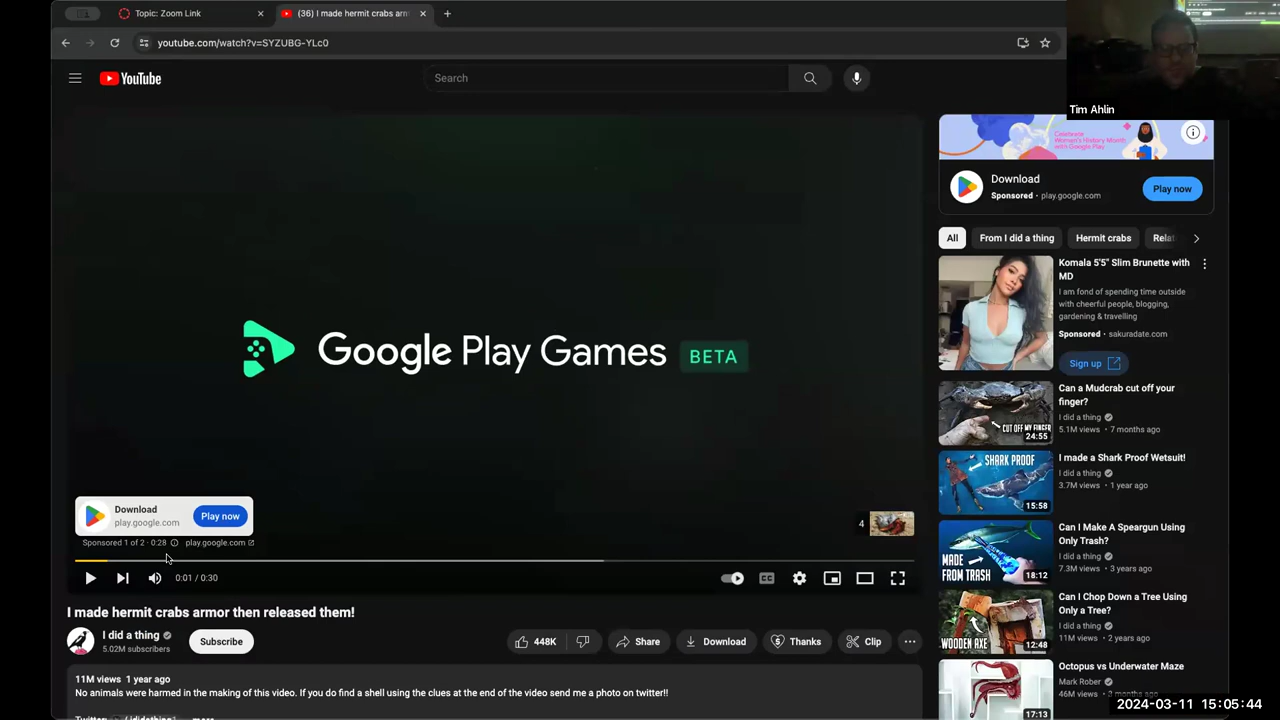 Topic: Zoom Link
(36) I made hermit crabs arm
youtube.com/watch?v=SYZUBG-YLc0
Tim Ahlin
YouTube
Search
Google Play Games BETA
Download
play.google.com
Play now
Sponsored 1 of 2 · 0:28
play.google.com
4
0:01 / 0:30
CC
I made hermit crabs armor then released them!
I did a thing
5.02M subscribers
Subscribe
448K
Share
Download
Thanks
Clip
11M views 1 year ago
No animals were harmed in the making of this video. If you do find a shell using the clues at the end of the video send me a photo on twitter!!
Celebrate
Women's History Month
with Google Play
Download
Sponsored · play.google.com
Play now
All
From I did a thing
Hermit crabs
Rela
Komala 5'5" Slim Brunette with
MD
I am fond of spending time outside
with cheerful people, blogging,
gardening & travelling
Sponsored · sakuradate.com
Sign up
CUT OFF MY FINGER
24:55
Can a Mudcrab cut off your
finger?
I did a thing
5.1M views · 7 months ago
SHARK PROOF
15:58
I made a Shark Proof Wetsuit!
I did a thing
3.7M views · 1 year ago
MADE
FROM TRASH
18:12
Can I Make A Speargun Using
Only Trash?
I did a thing
7.3M views · 3 years ago
WOODEN AXE
12:48
Can I Chop Down a Tree Using
Only a Tree?
I did a thing
11M views · 2 years ago
17:13
Octopus vs Underwater Maze
Mark Rober
46M views
2024-03-11 15:05:44